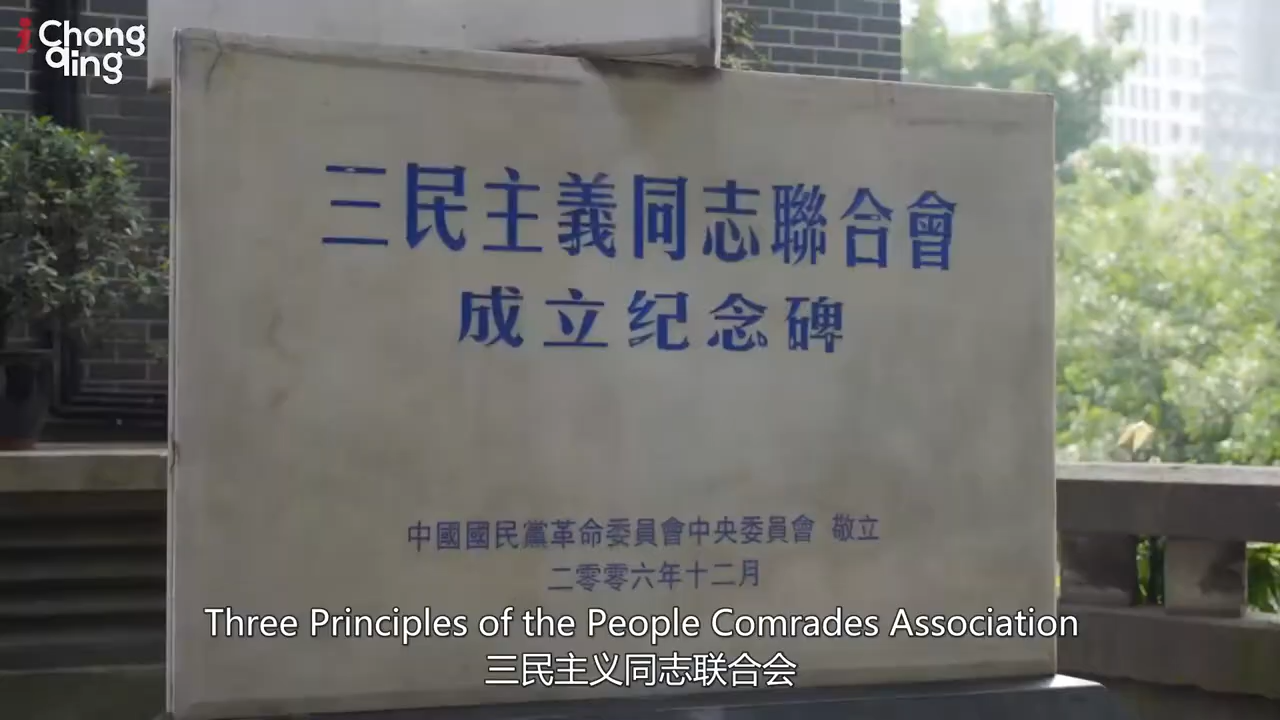 iChong
qing
三民主義同志聯合會
成立纪念碑
中國國民黨革命委員會中央委員會 敬立
二零零六年十二月
Three Principles of the People Comrades Association
三民主义同志联合会